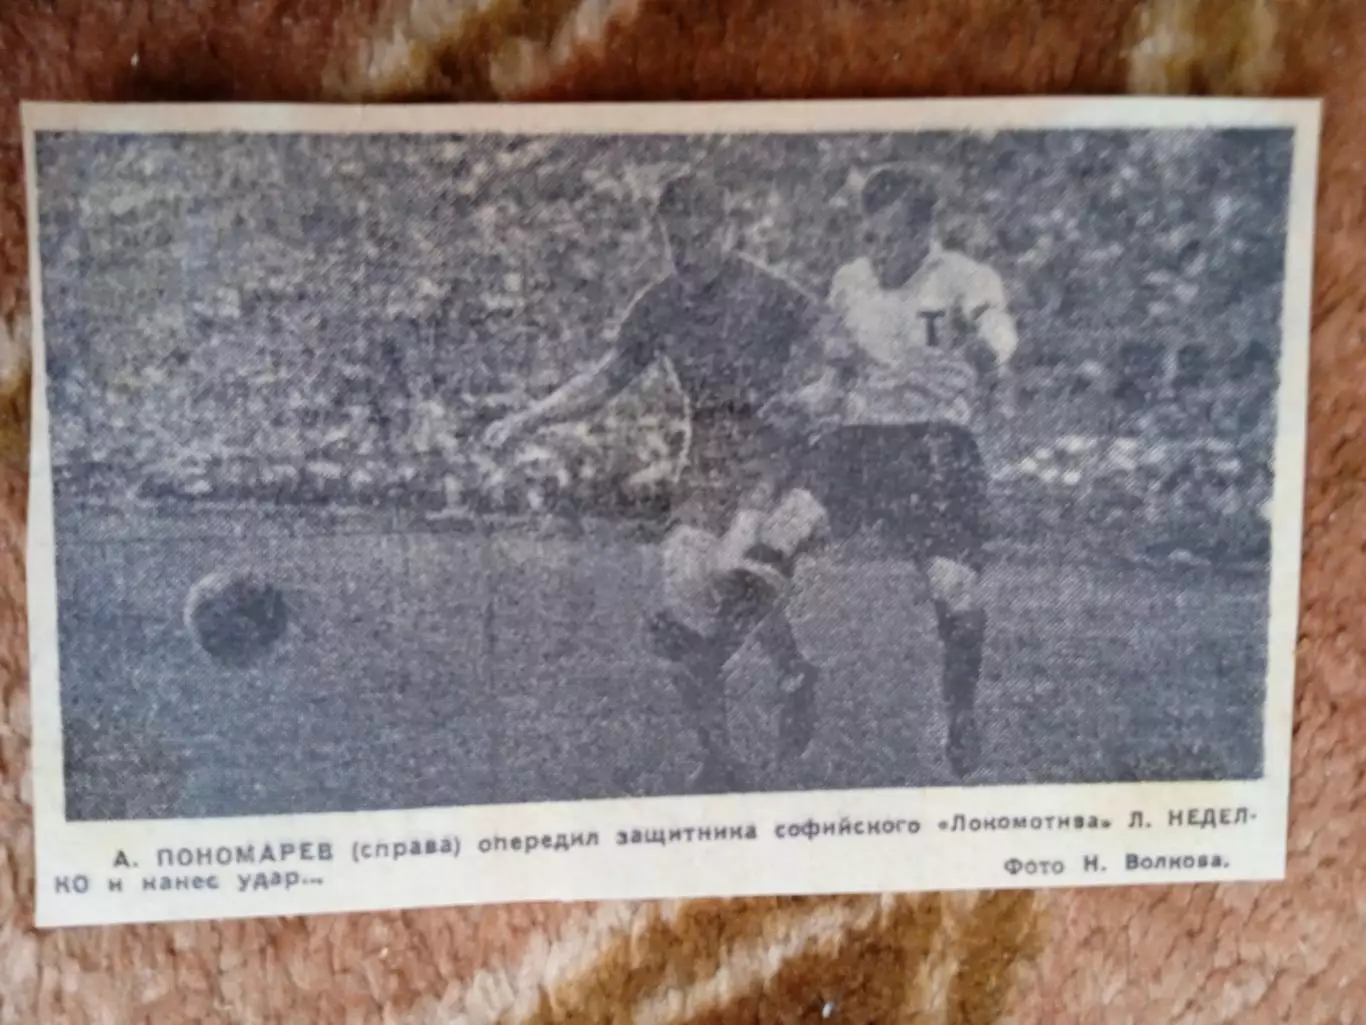 Т
А. ПОНОМАРЕВ (справа) опередил защитника софийского «Локомотива» Л. НЕДЕЛ-
КО и нанес удар...
Фото Н. Волкова.